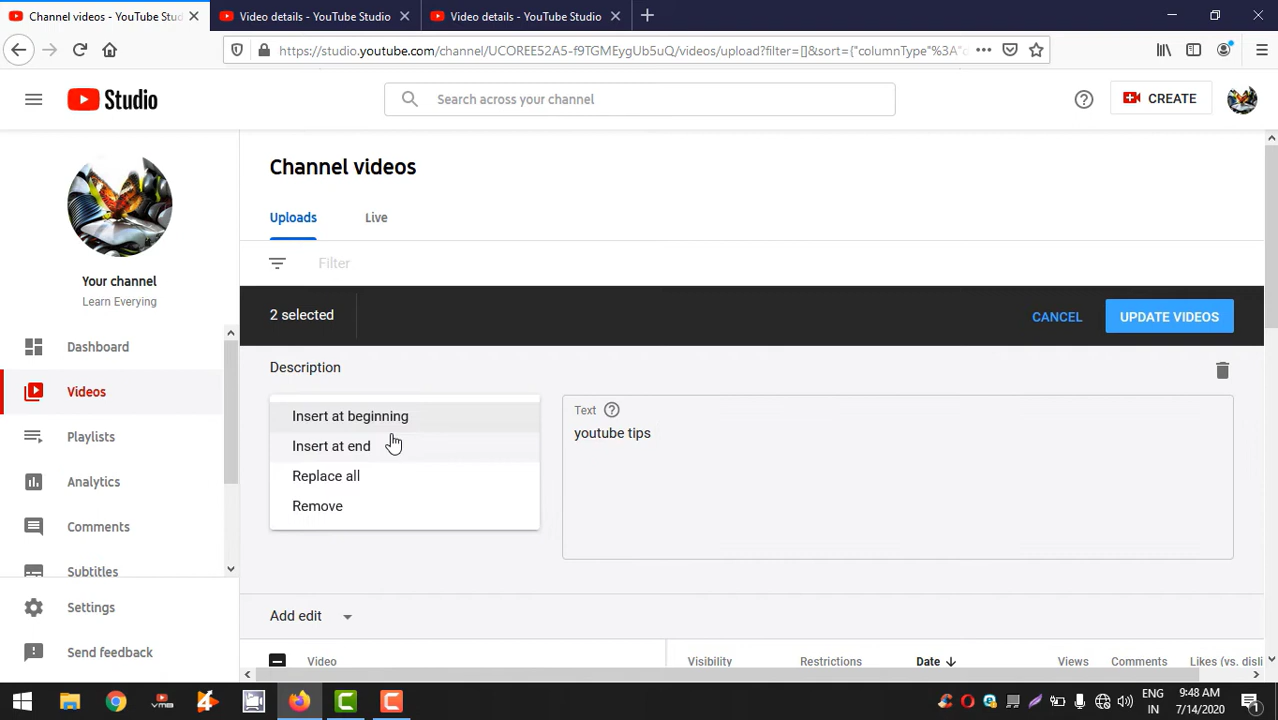 Channel videos - YouTube Stud
Video details - YouTube Studio
Video details - YouTube Studio
https://studio.youtube.com/channel/UCOREE52A5-f9TGMEygUb5uQ/videos/upload?filter=[]&sort={"columnType"%3A"d
Studio
Search across your channel
CREATE
Channel videos
Uploads
Live
Filter
Your channel
Learn Everying
2 selected
CANCEL
UPDATE VIDEOS
Dashboard
Videos
Playlists
Analytics
Comments
Subtitles
Settings
Send feedback
Description
Insert at beginning
Insert at end
Replace all
Remove
Text
youtube tips
Add edit
Video
Visibility
Restrictions
Date
Views
Comments
Likes (vs. disli
VMB
ENG
IN
9:48 AM
7/14/2020
1